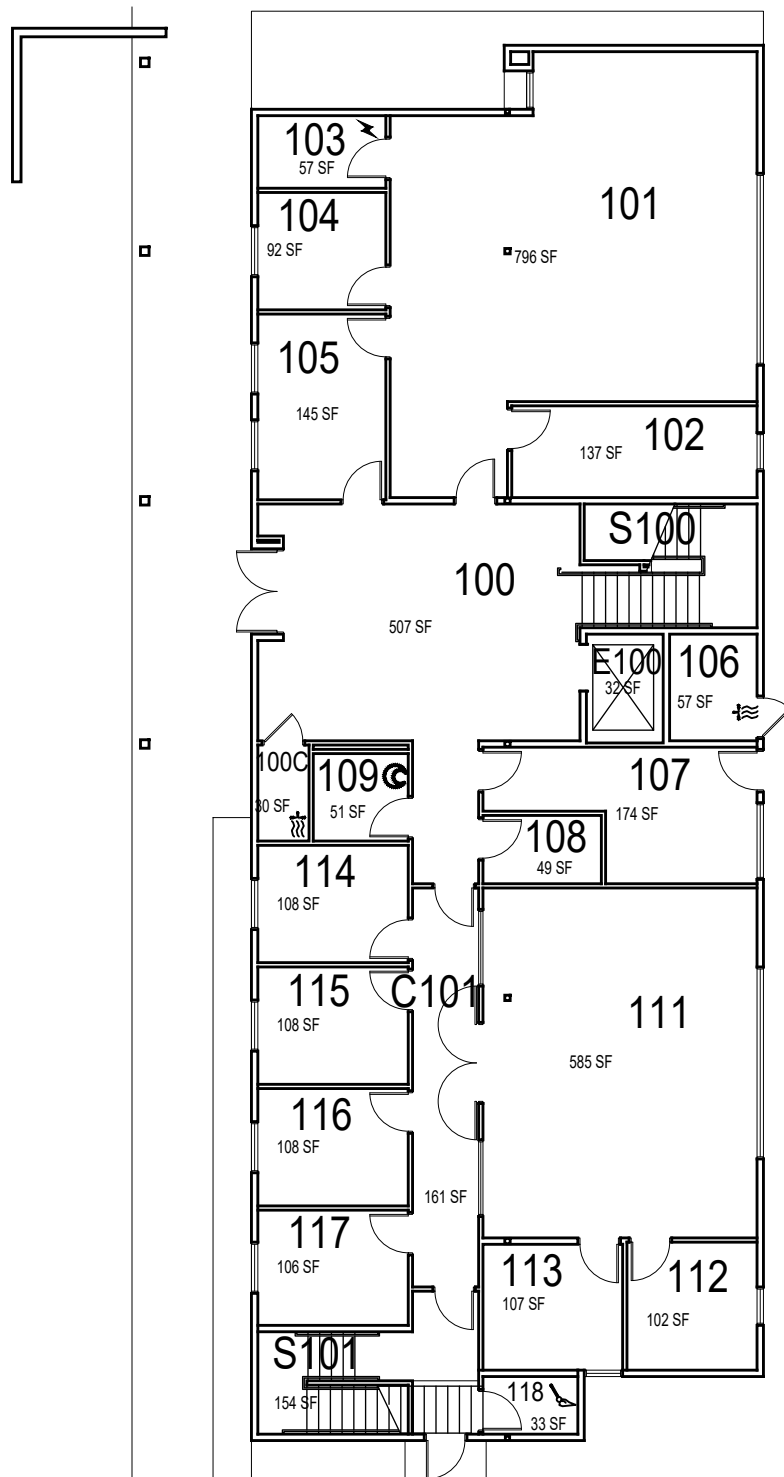 103
57 SF
104
92 SF
101
796 SF
105
145 SF
102
137 SF
S100
100
507 SF
E100
32 SF
106
57 SF
100C
30 SF
109
51 SF
107
174 SF
108
49 SF
114
108 SF
C101
115
108 SF
111
585 SF
116
108 SF
161 SF
117
106 SF
113
107 SF
112
102 SF
S101
154 SF
118
33 SF